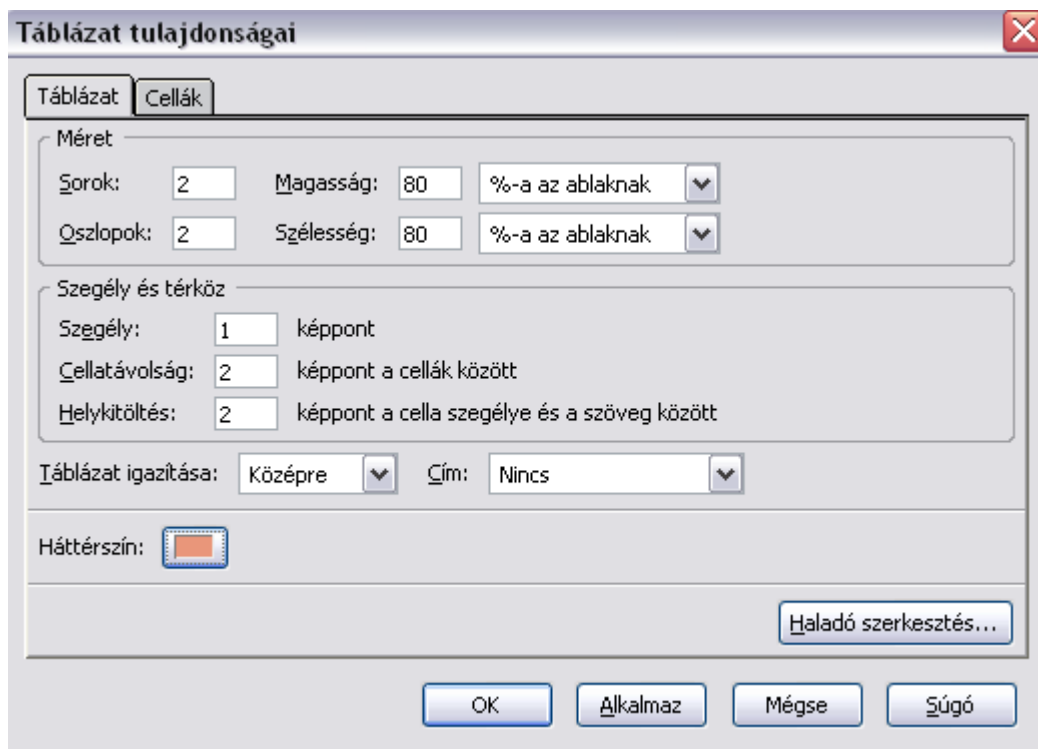 Táblázat tulajdonságai
Táblázat Cellák
Méret
Sorok: 2 Magasság: 80 %-a az ablaknak
Oszlopok: 2 Szélesség: 80 %-a az ablaknak
Szegély és térköz
Szegély: 1 képpont
Cellatávolság: 2 képpont a cellák között
Helykitöltés: 2 képpont a cella szegélye és a szöveg között
Táblázat igazítása: Középre Cím: Nincs
Háttérszín:
Haladó szerkesztés...
OK Alkalmaz Mégse Súgó